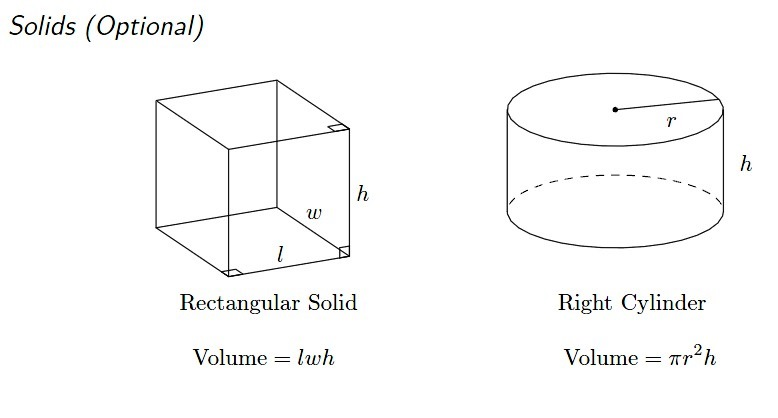 Solids (Optional)
r
h
h
w
l
Rectangular Solid
Right Cylinder
Volume = lwh
Volume = πr²h